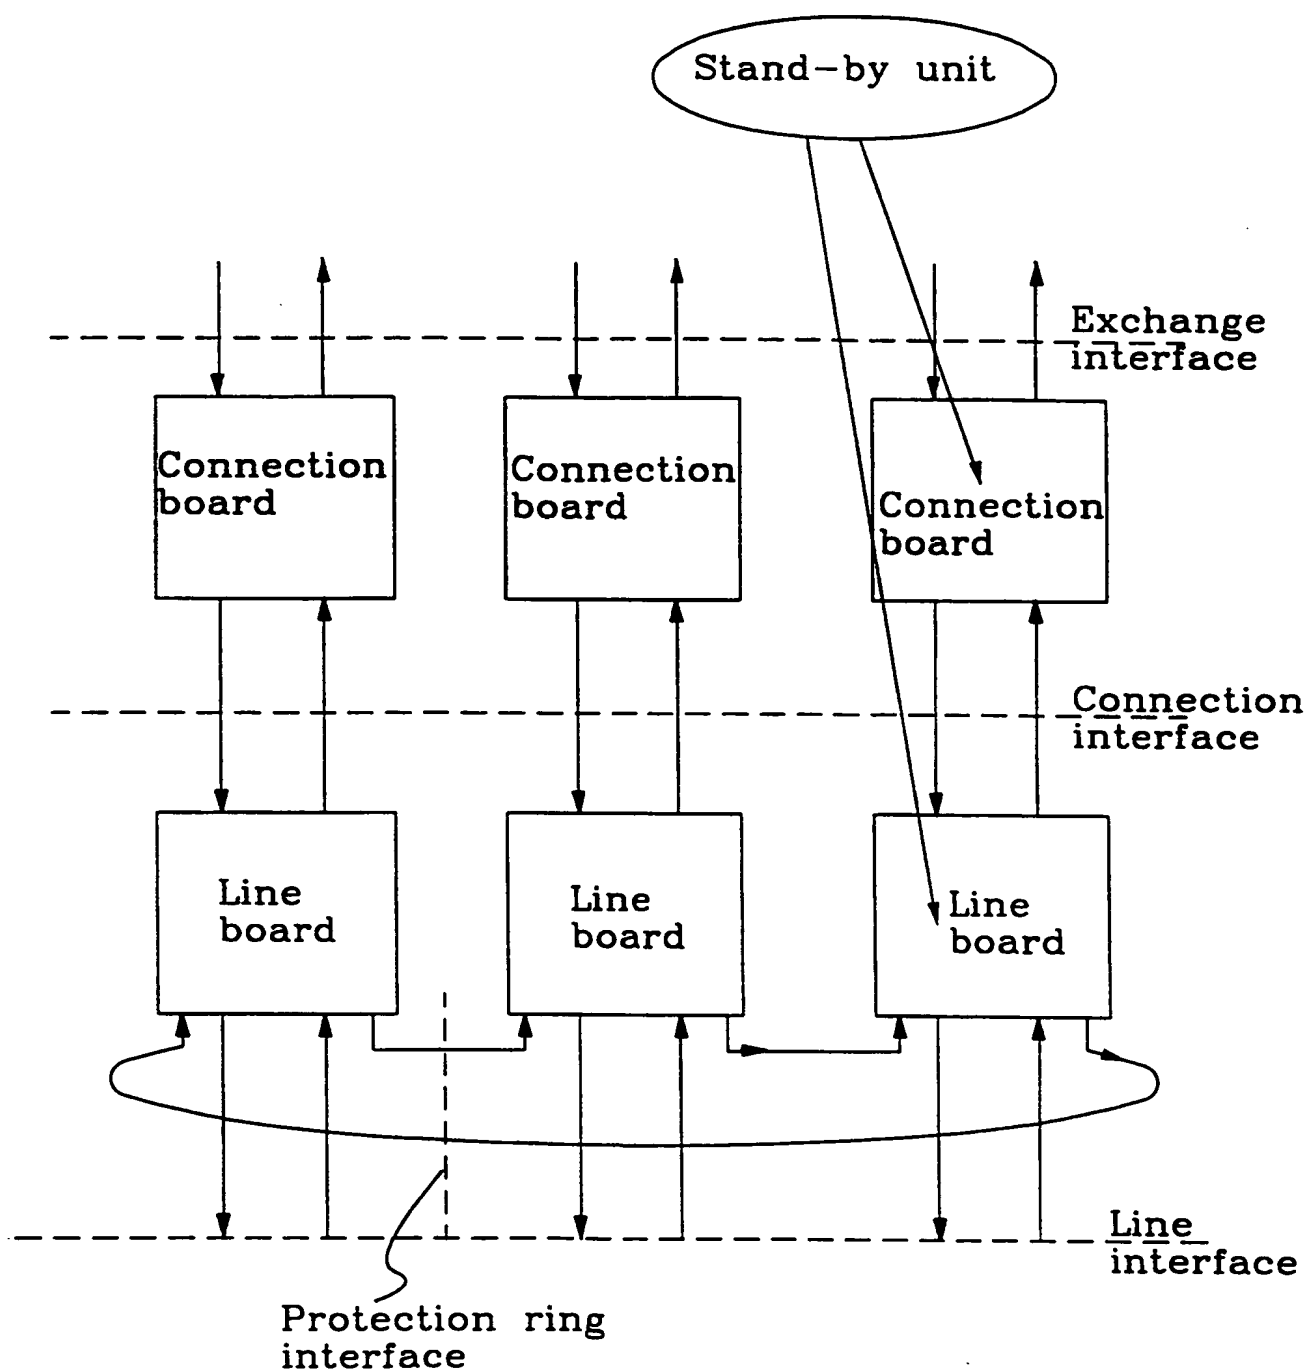 Stand-by unit
Exchange
interface
Connection
board
Connection
board
Connection
board
Connection
interface
Line
board
Line
board
Line
board
Line
interface
Protection ring
interface